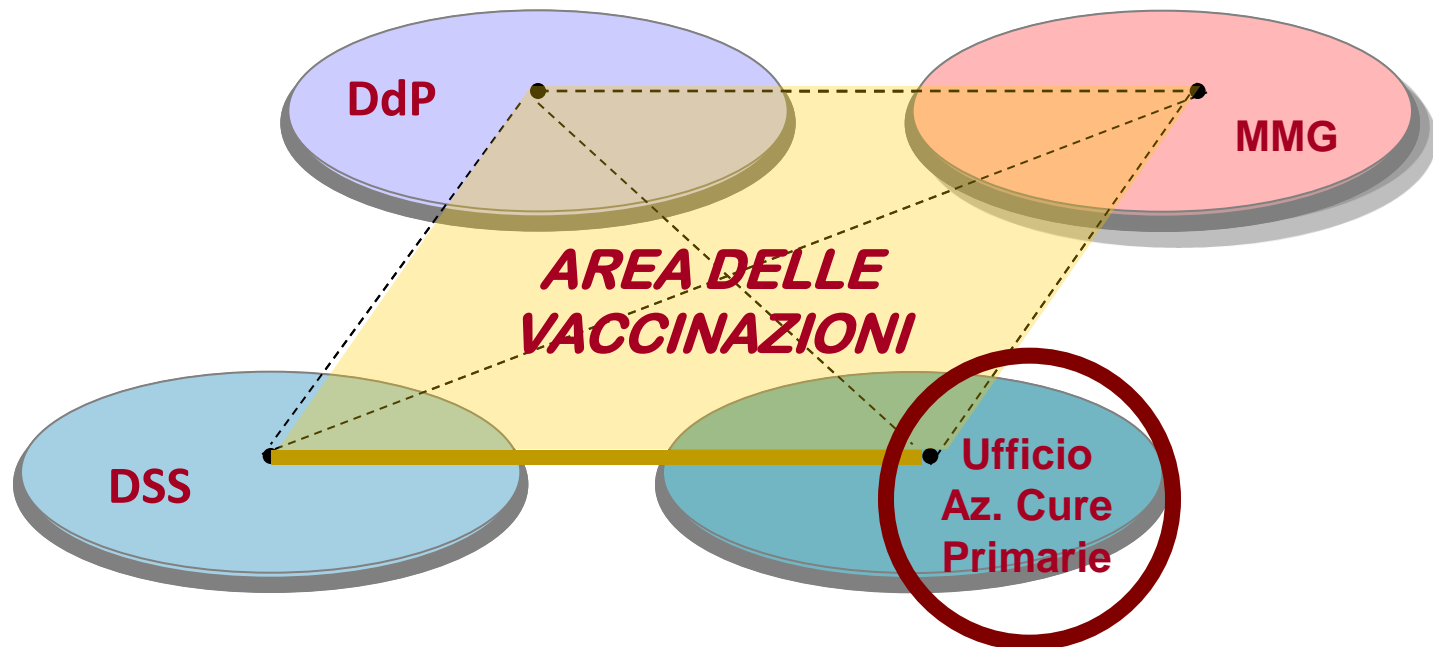 DdP
MMG
AREA DELLE
VACCINAZIONI
DSS
Ufficio
Az. Cure
Primarie